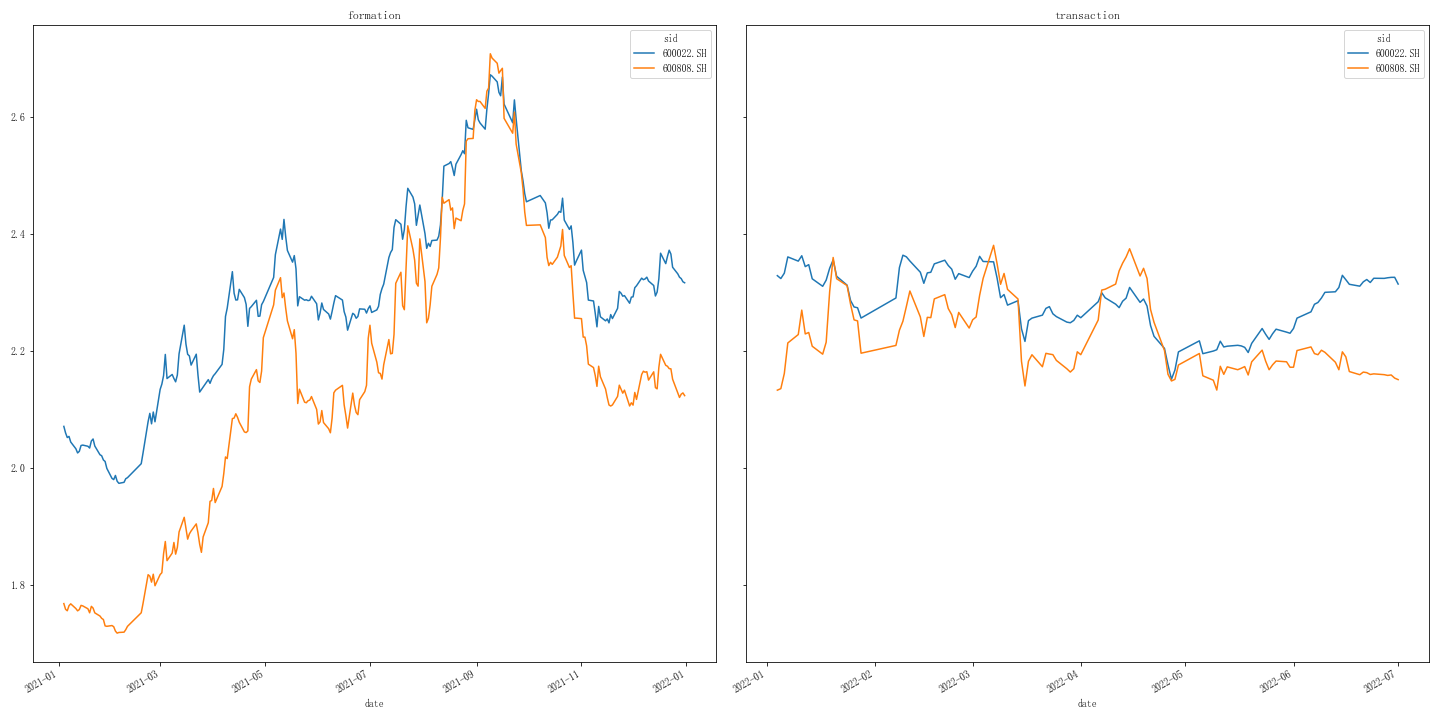 formation
sid
600022.SH
600808.SH
2.6
2.4
2.2
2.0
1.8
2021-01
2021-03
2021-05
2021-07
2021-09
2021-11
2022-01
date
transaction
sid
600022.SH
600808.SH
2022-01
2022-02
2022-03
2022-04
2022-05
2022-06
2022-07
date